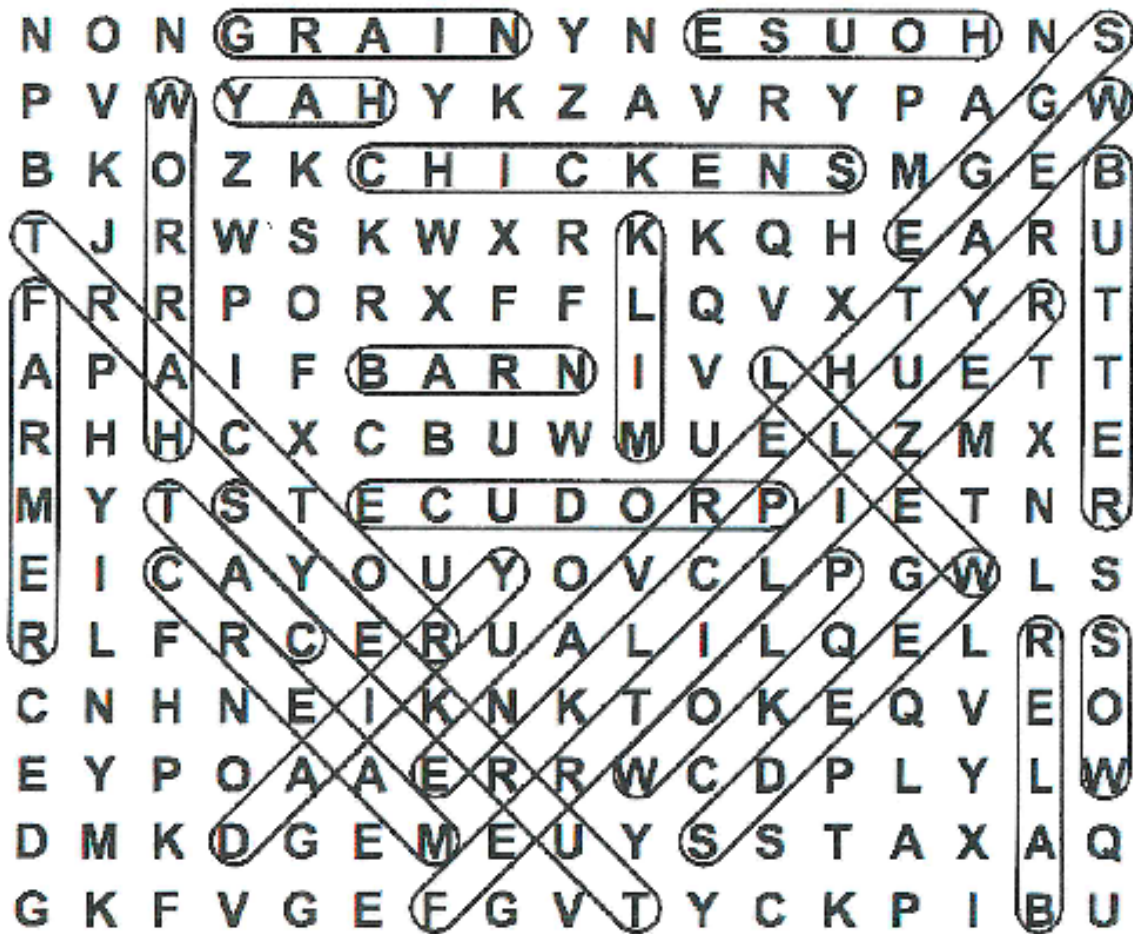 N O N G R A I N Y N E S U O H N S
P V W Y A H Y K Z A V R Y P A G W
B K O Z K C H I C K E N S M G E B
T J R W S K W X R K K Q H E A R U
F R R P O R X F F L Q V X T Y R T
A P A I F B A R N I V L H U E T T
R H H C X C B U W M U E L Z M X E
M Y T S T E C U D O R P I E T N R
E I C A Y O U Y O V C L P G W L S
R L F R C E R U A L I L Q E L R S
C N H N E I K N K T O K E Q V E O
E Y P O A A E R R W C D P L Y L W
D M K D G E M E U Y S S T A X A Q
G K F V G E F G V T Y C K P I B U